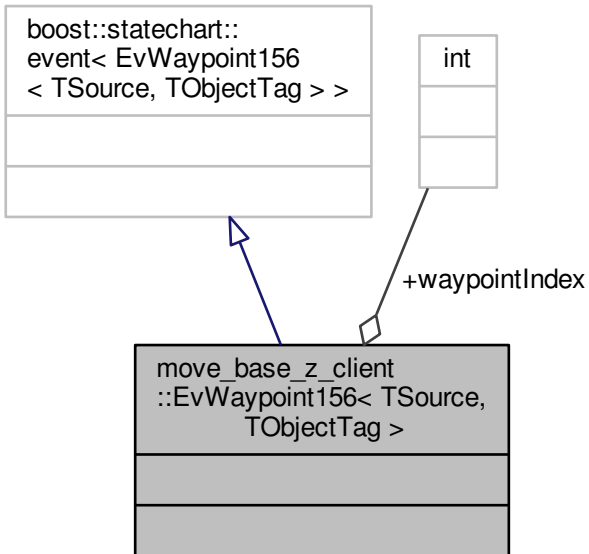 boost::statechart::
event< EvWaypoint156
< TSource, TObjectTag > >
int
+waypointIndex
move_base_z_client
::EvWaypoint156< TSource,
TObjectTag >